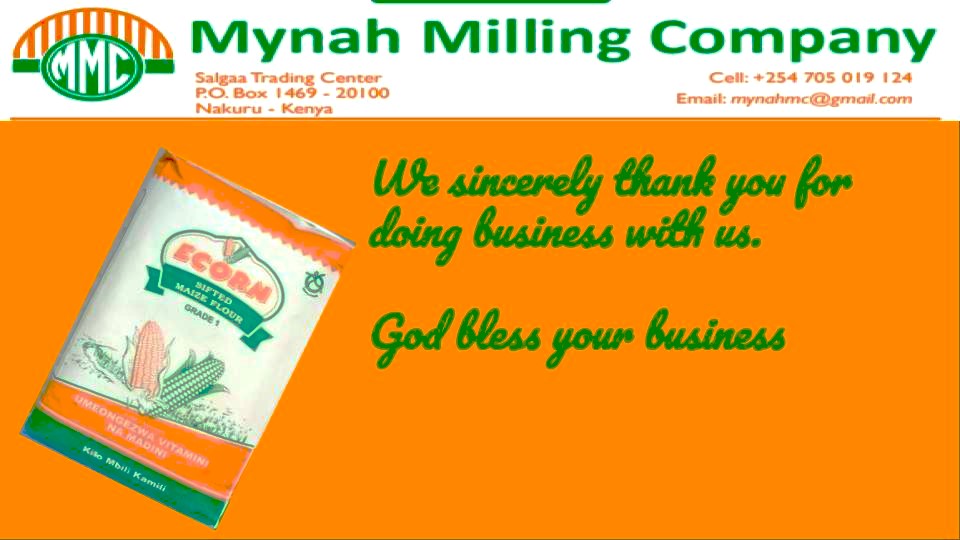 MMC
Mynah Milling Company
Salgaa Trading Center
P.O. Box 1469 - 20100
Nakuru - Kenya
Cell: +254 705 019 124
Email: mynahmc@gmail.com
We sincerely thank you for
doing business with us.
God bless your business
ECORN
SIFTED
MAIZE FLOUR
GRADE 1
UMEONGEZWA VITAMINI
NA MADINI
Kilo Mbili Kamili